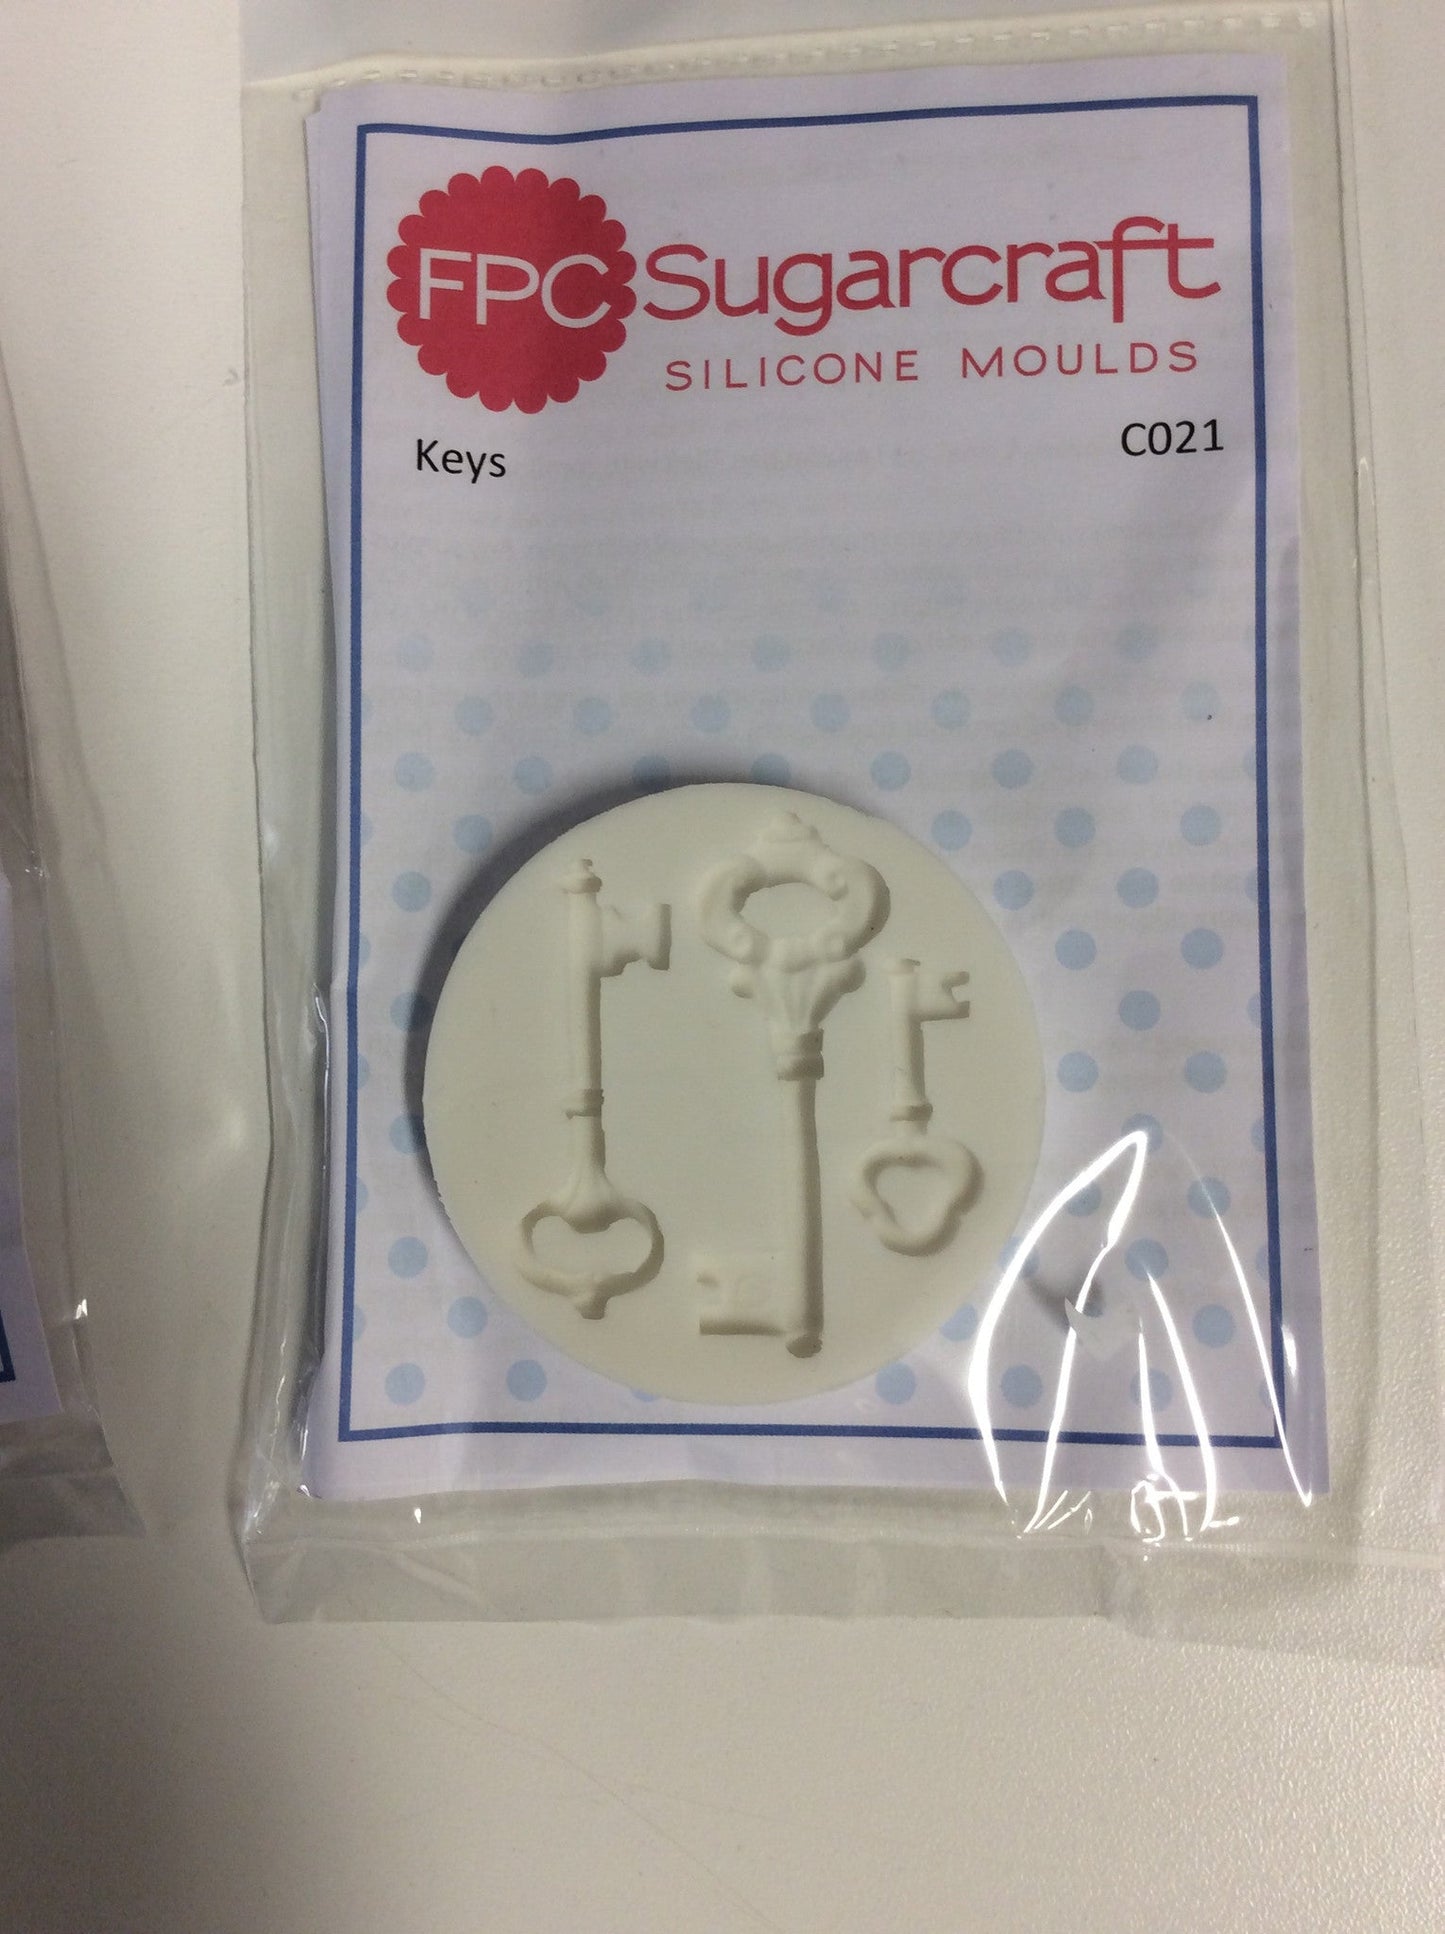 FPC Sugarcraft
SILICONE MOULDS
Keys C021